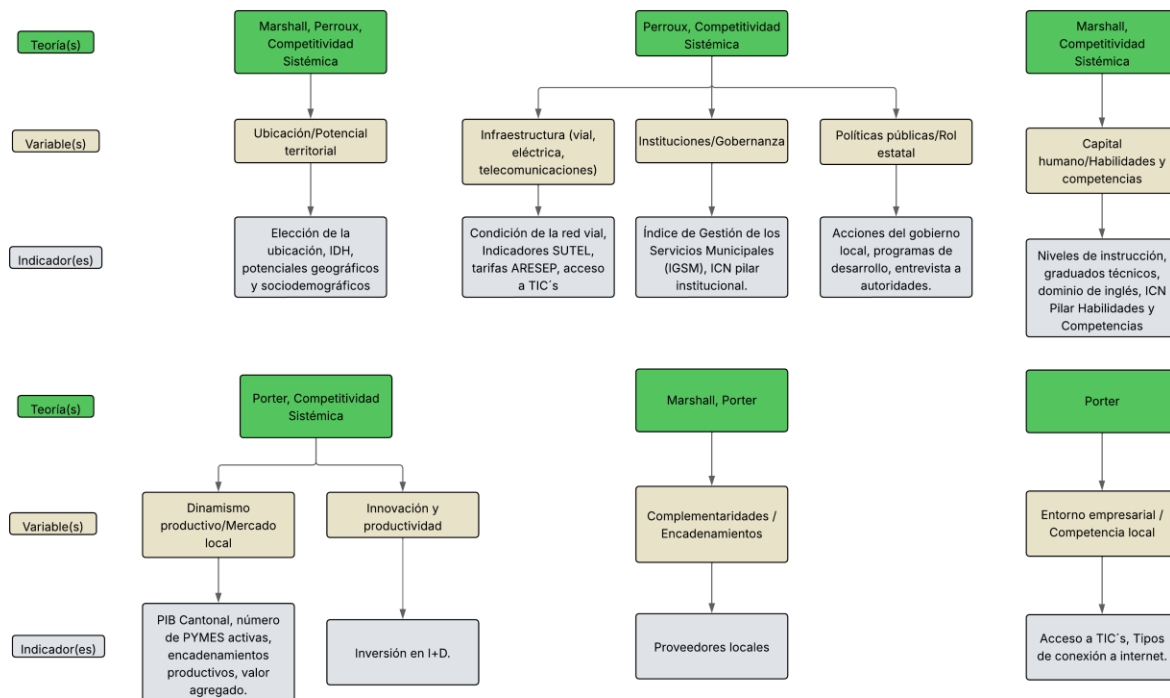 Teoría(s)
Marshall, Perroux,
Competitividad
Sistémica
Perroux, Competitividad
Sistémica
Marshall,
Competitividad
Sistémica
Variable(s)
Ubicación/Potencial
territorial
Infraestructura (vial,
eléctrica,
telecomunicaciones)
Instituciones/Gobernanza
Políticas públicas/Rol
estatal
Capital
humano/Habilidades y
competencias
Indicador(es)
Elección de la
ubicación, IDH,
potenciales geográficos
y sociodemográficos
Condición de la red vial,
Indicadores SUTEL,
tarifas ARESEP, acceso
a TIC´s
Índice de Gestión de los
Servicios Municipales
(IGSM), ICN pilar
institucional.
Acciones del gobierno
local, programas de
desarrollo, entrevista a
autoridades.
Niveles de instrucción,
graduados técnicos,
dominio de inglés, ICN
Pilar Habilidades y
Competencias
Teoría(s)
Porter, Competitividad
Sistémica
Marshall, Porter
Porter
Variable(s)
Dinamismo
productivo/Mercado
local
Innovación y
productividad
Complementaridades /
Encadenamientos
Entorno empresarial /
Competencia local
Indicador(es)
PIB Cantonal, número
de PYMES activas,
encadenamientos
productivos, valor
agregado.
Inversión en I+D.
Proveedores locales
Acceso a TIC´s, Tipos
de conexión a internet.